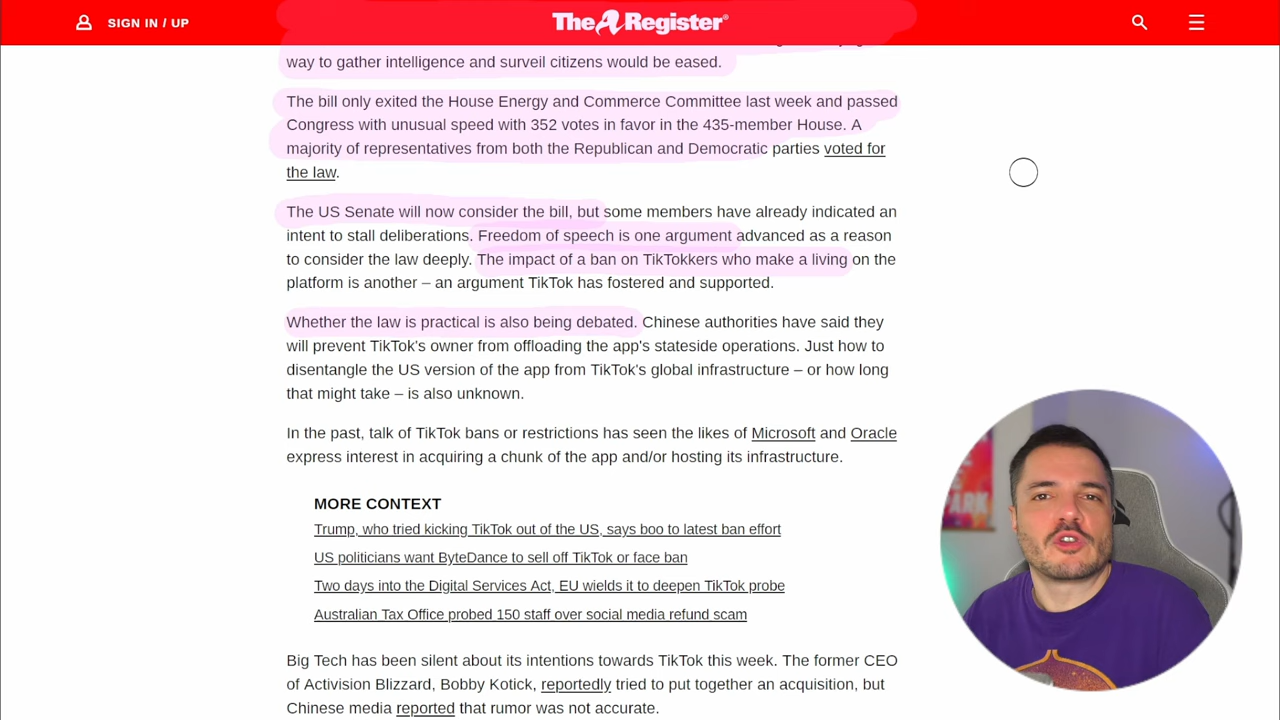 SIGN IN / UP
The Register®
way to gather intelligence and surveil citizens would be eased.
The bill only exited the House Energy and Commerce Committee last week and passed
Congress with unusual speed with 352 votes in favor in the 435-member House. A
majority of representatives from both the Republican and Democratic parties voted for
the law.
The US Senate will now consider the bill, but some members have already indicated an
intent to stall deliberations. Freedom of speech is one argument advanced as a reason
to consider the law deeply. The impact of a ban on TikTokkers who make a living on the
platform is another – an argument TikTok has fostered and supported.
Whether the law is practical is also being debated. Chinese authorities have said they
will prevent TikTok's owner from offloading the app's stateside operations. Just how to
disentangle the US version of the app from TikTok's global infrastructure – or how long
that might take – is also unknown.
In the past, talk of TikTok bans or restrictions has seen the likes of Microsoft and Oracle
express interest in acquiring a chunk of the app and/or hosting its infrastructure.
MORE CONTEXT
Trump, who tried kicking TikTok out of the US, says boo to latest ban effort
US politicians want ByteDance to sell off TikTok or face ban
Two days into the Digital Services Act, EU wields it to deepen TikTok probe
Australian Tax Office probed 150 staff over social media refund scam
Big Tech has been silent about its intentions towards TikTok this week. The former CEO
of Activision Blizzard, Bobby Kotick, reportedly tried to put together an acquisition, but
Chinese media reported that rumor was not accurate.